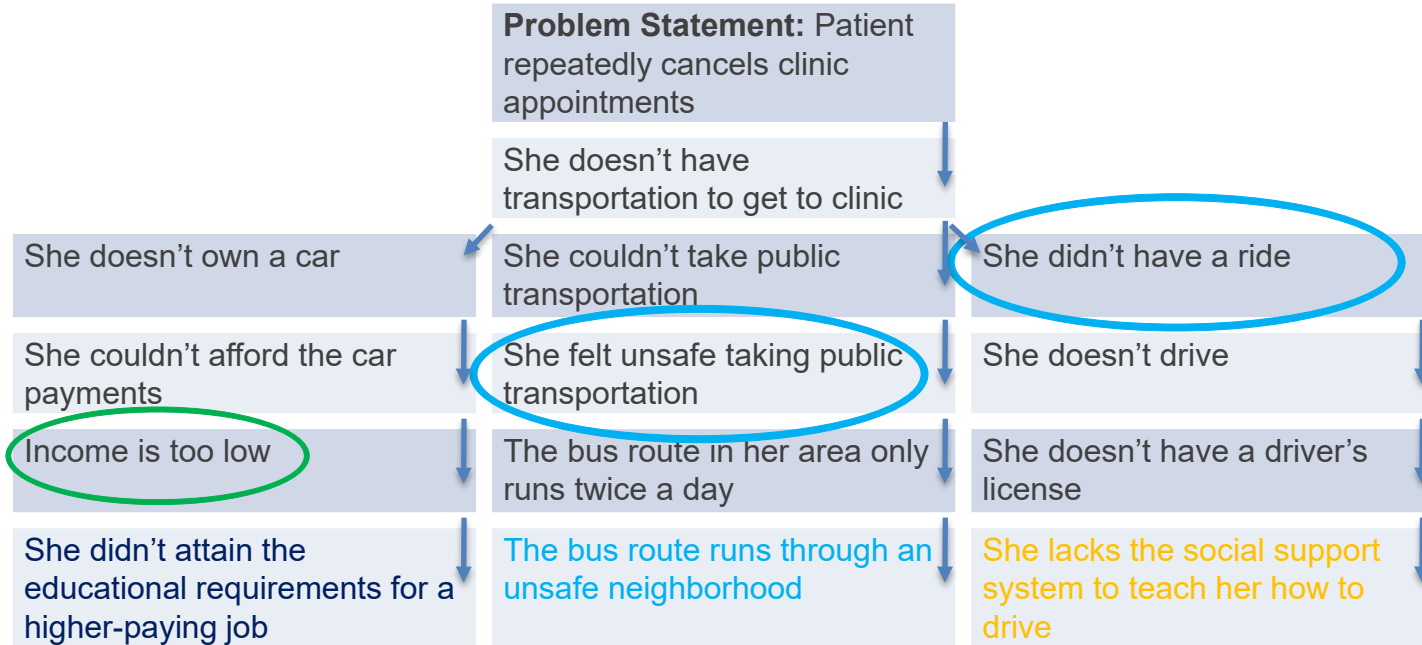 Problem Statement: Patient
repeatedly cancels clinic
appointments
She doesn’t have
transportation to get to clinic
She doesn’t own a car
She couldn’t take public
transportation
She didn’t have a ride
She couldn’t afford the car
payments
She felt unsafe taking public
transportation
She doesn’t drive
Income is too low
The bus route in her area only
runs twice a day
She doesn’t have a driver’s
license
She didn’t attain the
educational requirements for a
higher-paying job
The bus route runs through an
unsafe neighborhood
She lacks the social support
system to teach her how to
drive